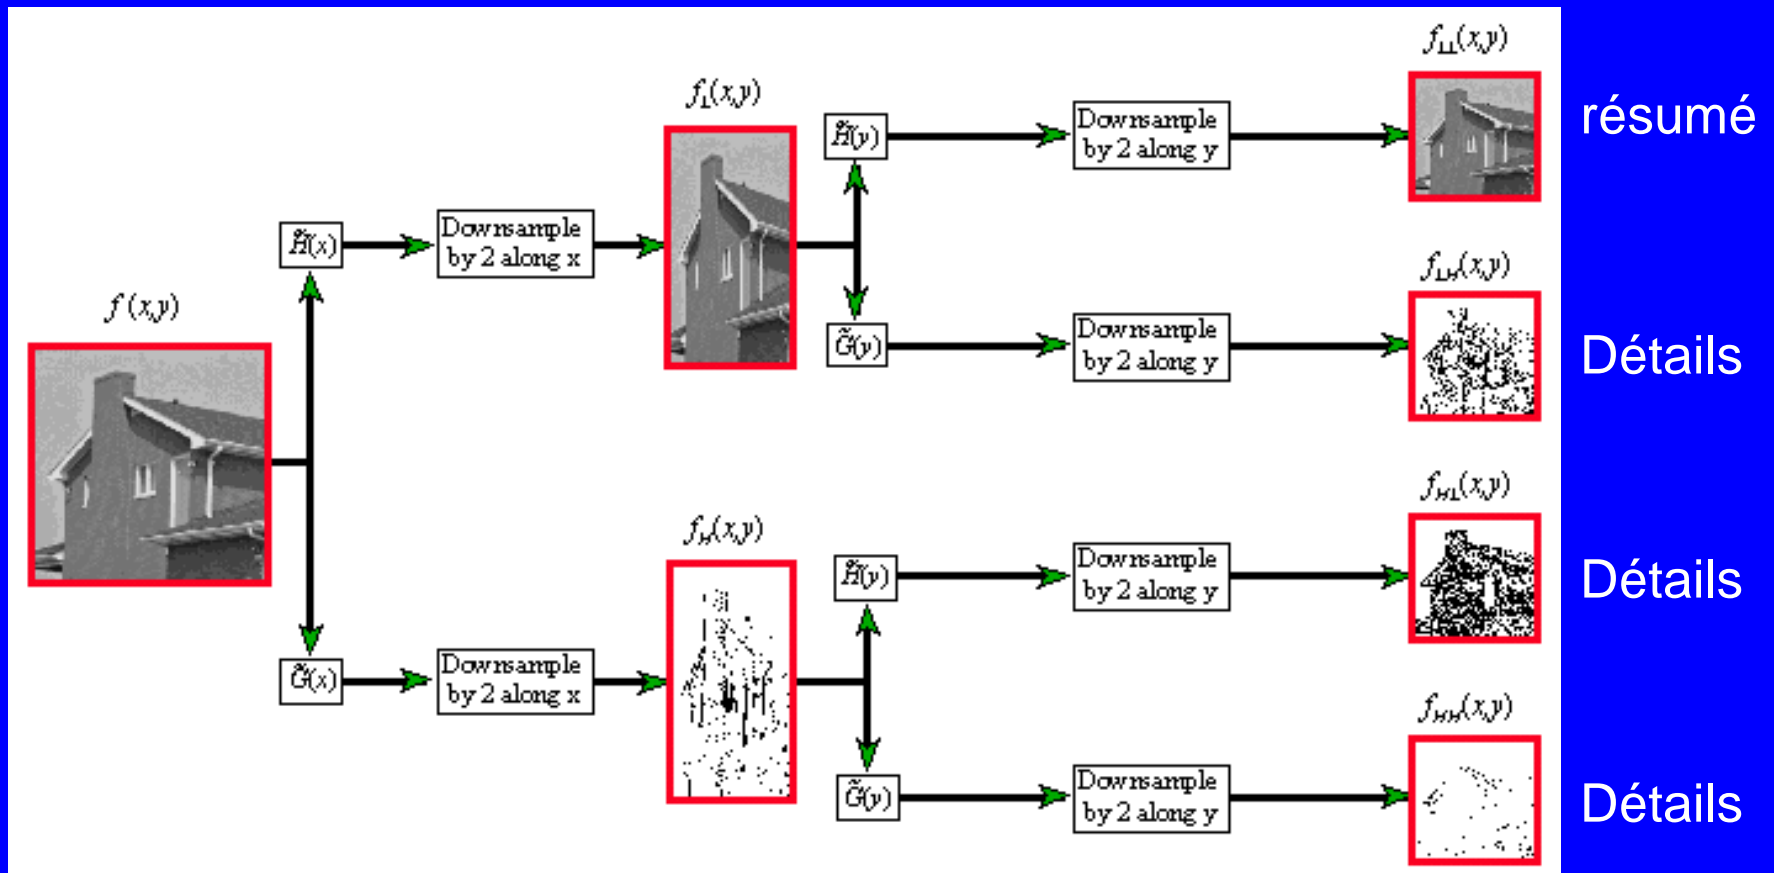 f(x,y)
H̃(x)
Downsample
by 2 along x
f_L(x,y)
H̃(y)
Downsample
by 2 along y
f_LL(x,y)
résumé
G̃(y)
Downsample
by 2 along y
f_LH(x,y)
Détails
G̃(x)
Downsample
by 2 along x
f_H(x,y)
H̃(y)
Downsample
by 2 along y
f_HL(x,y)
Détails
G̃(y)
Downsample
by 2 along y
f_HH(x,y)
Détails